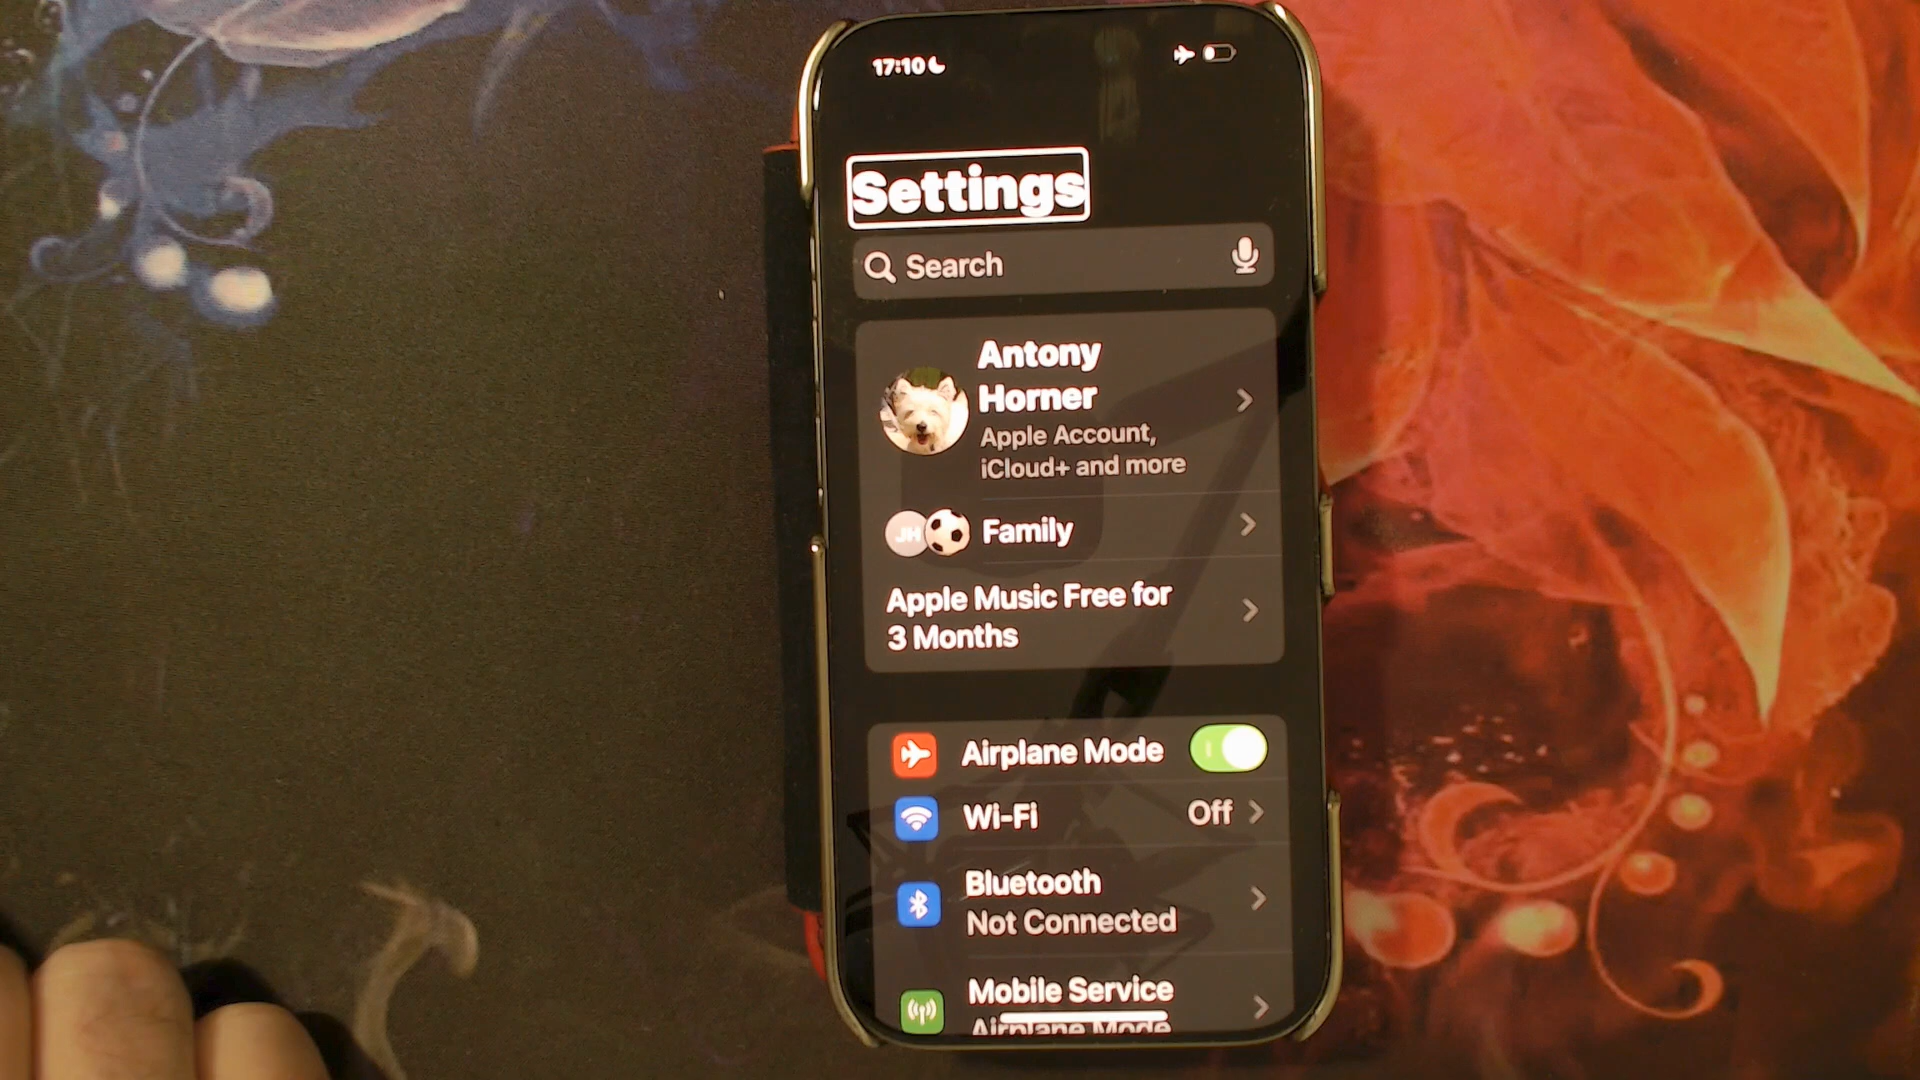 17:10
Settings
Search
Antony
Horner
Apple Account,
iCloud+ and more
JH
Family
Apple Music Free for
3 Months
Airplane Mode
Wi-Fi Off
Bluetooth
Not Connected
Mobile Service
Airplane Mode